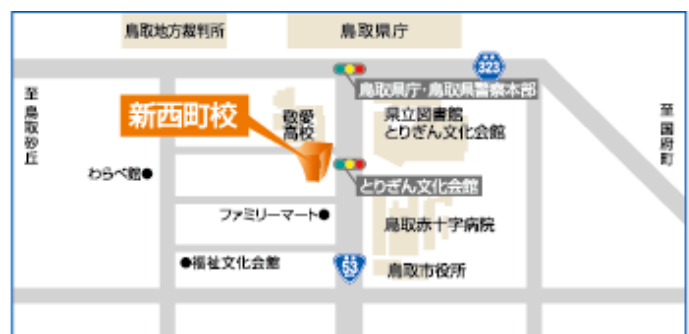 鳥取地方裁判所
鳥取県庁
323
鳥取県庁・鳥取県警察本部
至鳥取砂丘
新西町校
敬愛
高校
県立図書館
とりぎん文化会館
至国府町
わらべ館●
とりぎん文化会館
ファミリーマート●
鳥取赤十字病院
●福祉文化会館
53
鳥取市役所